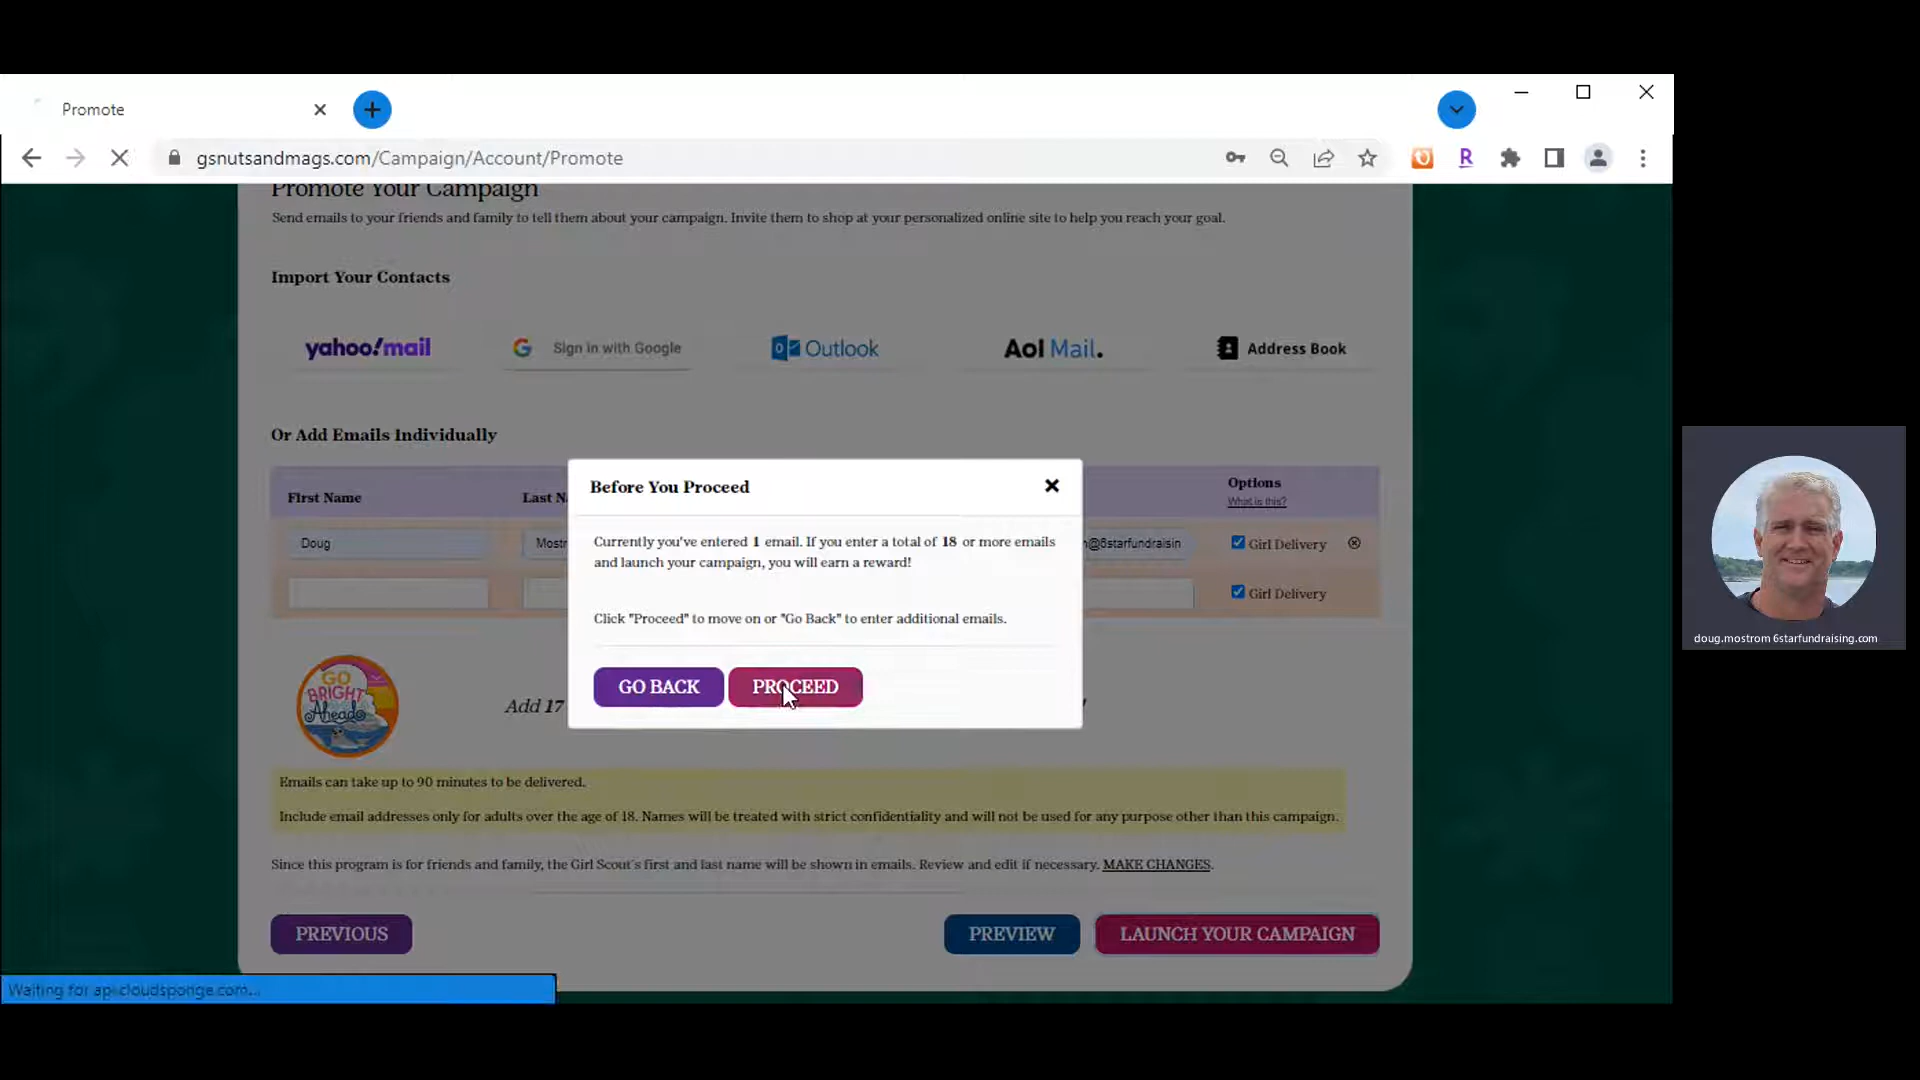 Promote
gsnutsandmags.com/Campaign/Account/Promote
Promote Your Campaign
Send emails to your friends and family to tell them about your campaign. Invite them to shop at your personalized online site to help you reach your goal.
Import Your Contacts
yahoo!mail
Sign in with Google
Outlook
Aol Mail.
Address Book
Or Add Emails Individually
First Name
Last N
Options
What is this?
Doug
Mostr
n@6starfundraisin
Girl Delivery
Girl Delivery
Before You Proceed
Currently you've entered 1 email. If you enter a total of 18 or more emails
and launch your campaign, you will earn a reward!
Click "Proceed" to move on or "Go Back" to enter additional emails.
GO BACK
PROCEED
GO
BRIGHT
Ahead
Add 17
Emails can take up to 90 minutes to be delivered.
Include email addresses only for adults over the age of 18. Names will be treated with strict confidentiality and will not be used for any purpose other than this campaign.
Since this program is for friends and family, the Girl Scout's first and last name will be shown in emails. Review and edit if necessary. MAKE CHANGES.
PREVIOUS
PREVIEW
LAUNCH YOUR CAMPAIGN
Waiting for api.cloudsponge.com...
doug.mostrom 6starfundraising.com